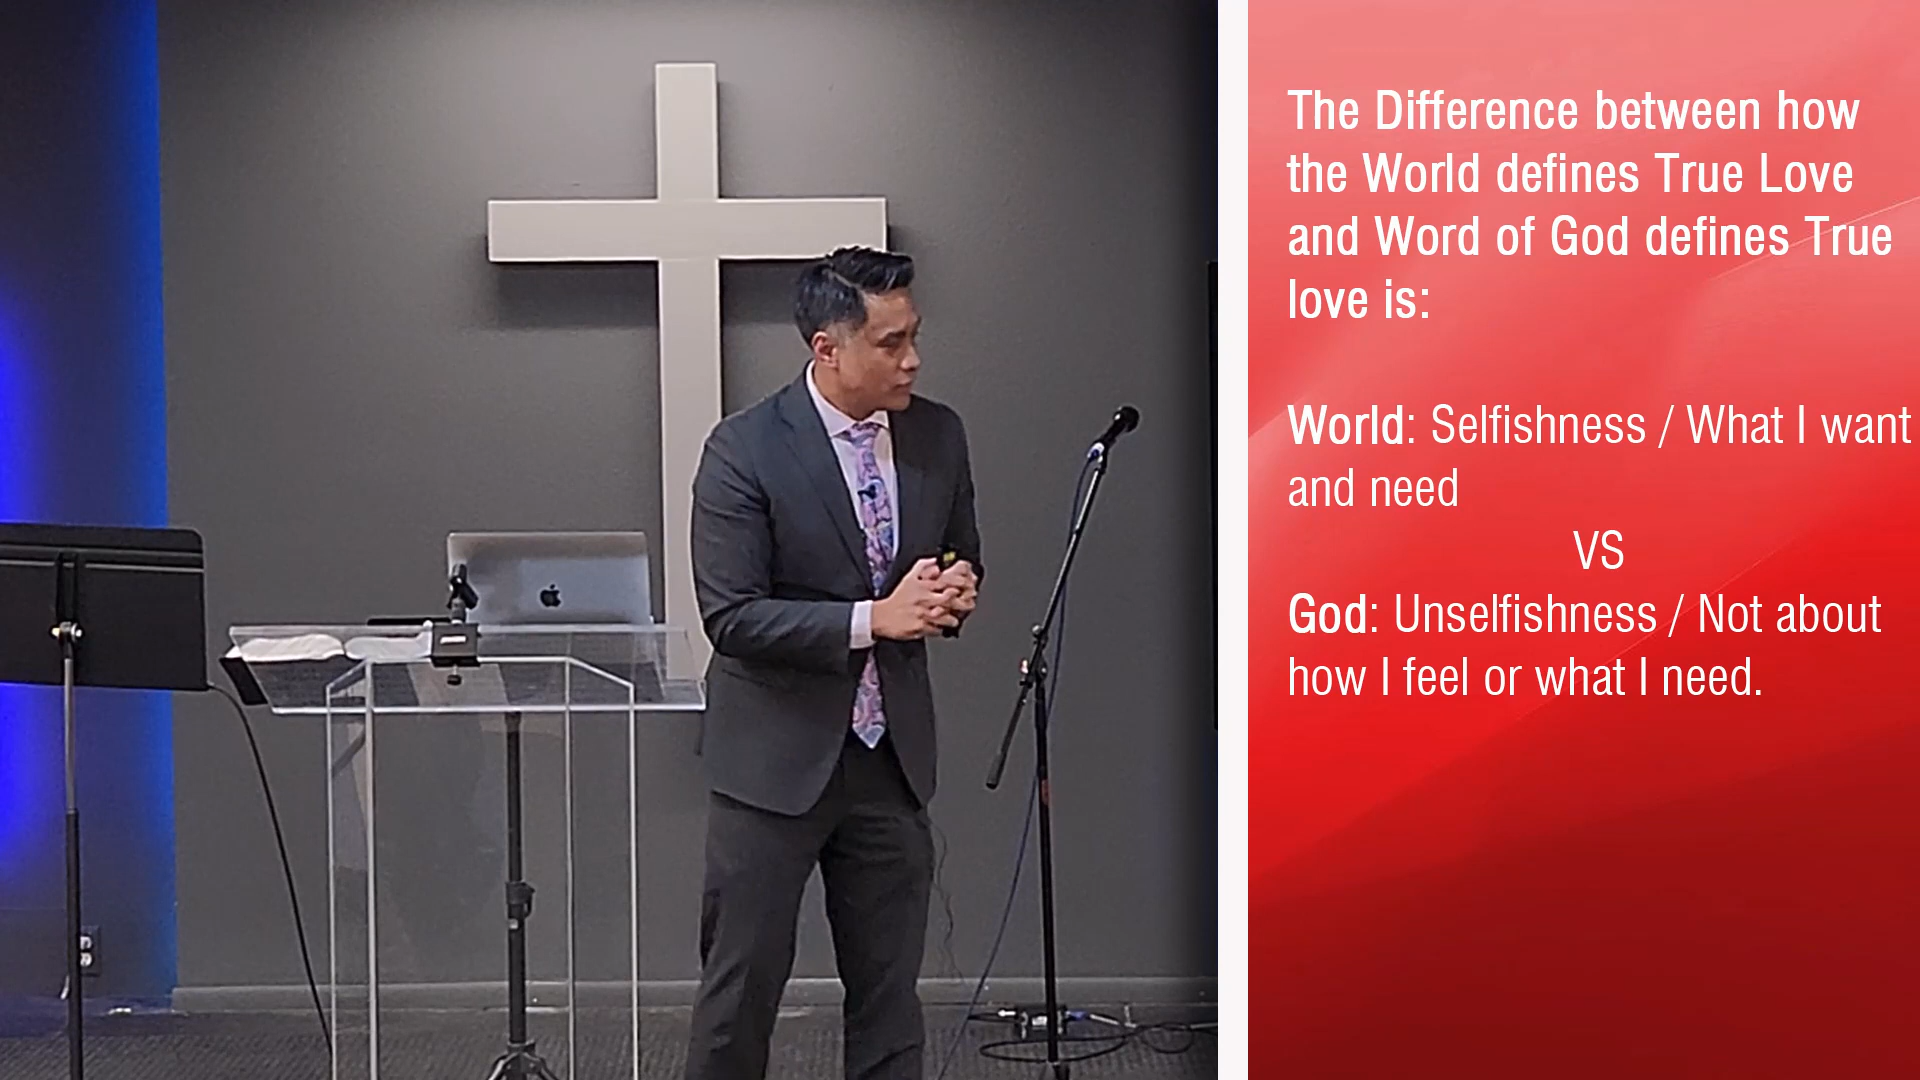 The Difference between how
the World defines True Love
and Word of God defines True
love is:
World: Selfishness / What I want
and need
VS
God: Unselfishness / Not about
how I feel or what I need.